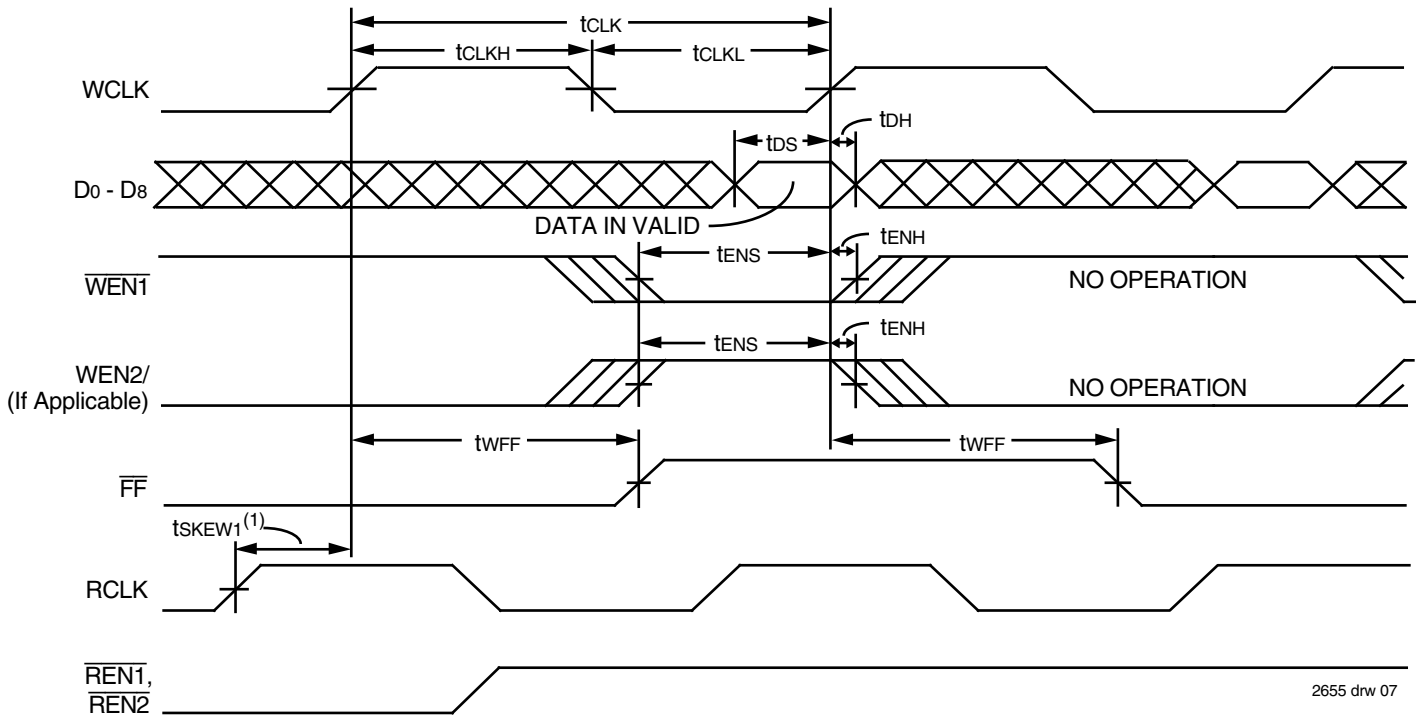 tCLK
tCLKH
tCLKL
WCLK
tDH
tDS
D0 - D8
DATA IN VALID
tENH
tENS
WEN1
NO OPERATION
tENH
tENS
WEN2/
(If Applicable)
NO OPERATION
tWFF
tWFF
FF
tSKEW1(1)
RCLK
REN1,
REN2
2655 drw 07